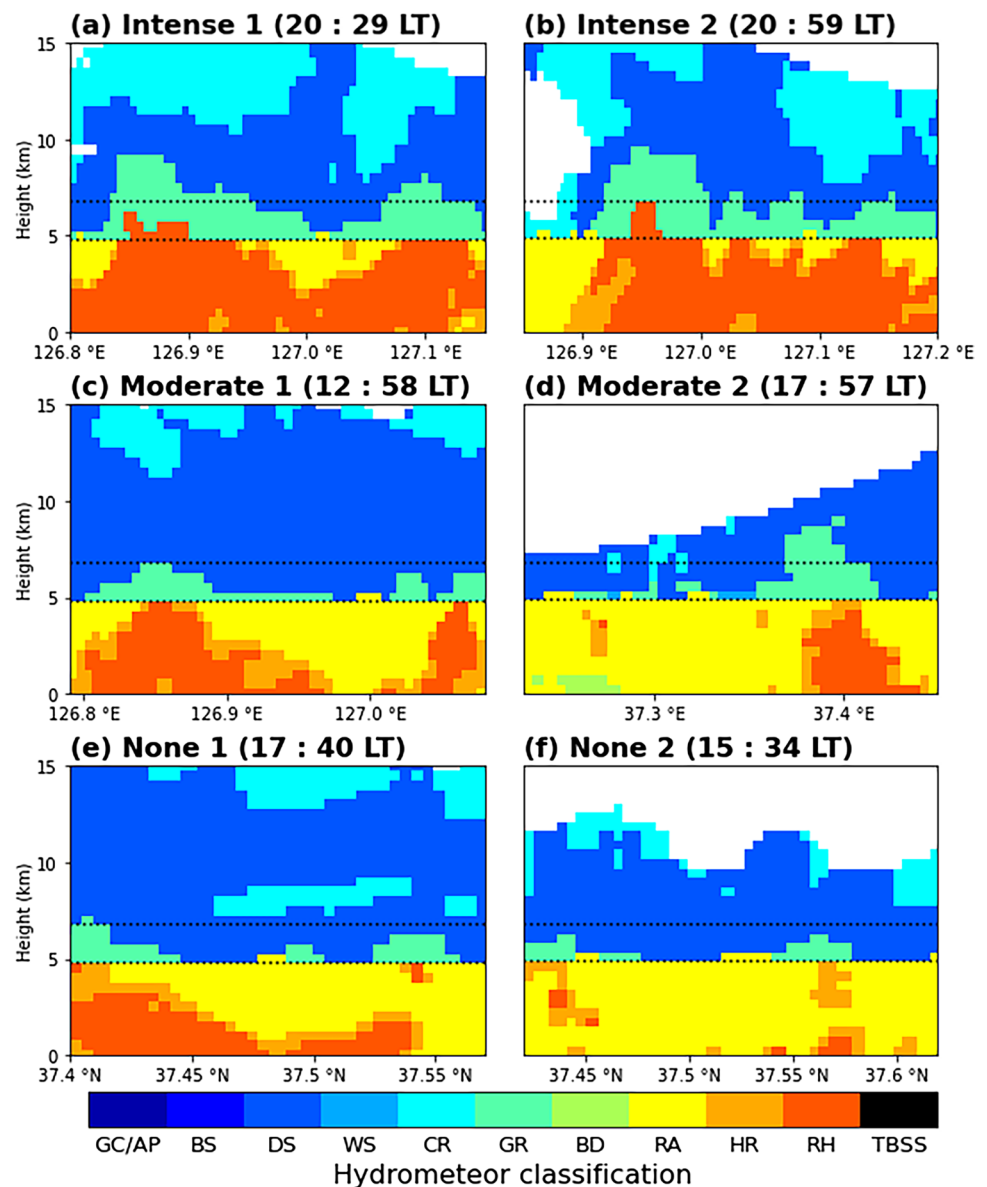 (a) Intense 1 (20 : 29 LT)
(b) Intense 2 (20 : 59 LT)
15
10
5
0
Height (km)
126.8 °E 126.9 °E 127.0 °E 127.1 °E
126.9 °E 127.0 °E 127.1 °E 127.2 °E
(c) Moderate 1 (12 : 58 LT)
(d) Moderate 2 (17 : 57 LT)
15
10
5
0
Height (km)
126.8 °E 126.9 °E 127.0 °E
37.3 °E 37.4 °E
(e) None 1 (17 : 40 LT)
(f) None 2 (15 : 34 LT)
15
10
5
0
Height (km)
37.4 °N 37.45 °N 37.5 °N 37.55 °N
37.45 °N 37.5 °N 37.55 °N 37.6 °N
GC/AP BS DS WS CR GR BD RA HR RH TBSS
Hydrometeor classification